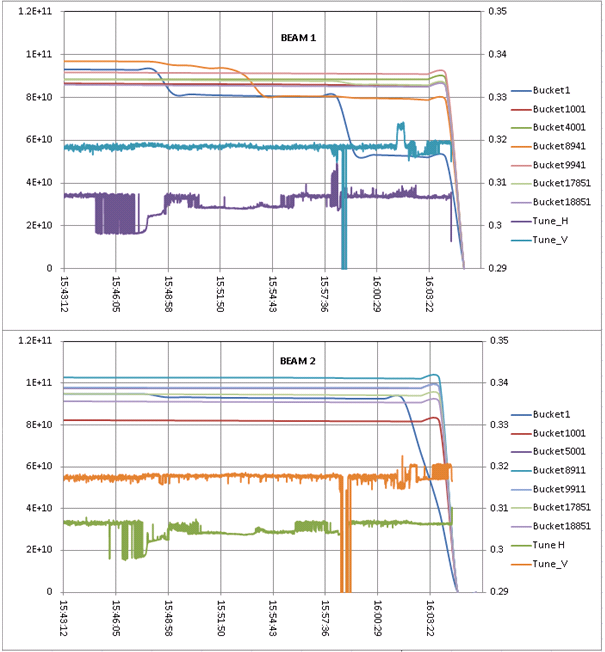 BEAM 1
1.2E+11
1E+11
8E+10
6E+10
4E+10
2E+10
0
0.35
0.34
0.33
0.32
0.31
0.3
0.29
15:43:12
15:46:05
15:48:58
15:51:50
15:54:43
15:57:36
16:00:29
16:03:22
Bucket1
Bucket1001
Bucket4001
Bucket8941
Bucket9941
Bucket17851
Bucket18851
Tune_H
Tune_V
BEAM 2
1.2E+11
1E+11
8E+10
6E+10
4E+10
2E+10
0
0.35
0.34
0.33
0.32
0.31
0.3
0.29
15:43:12
15:46:05
15:48:58
15:51:50
15:54:43
15:57:36
16:00:29
16:03:22
Bucket1
Bucket1001
Bucket5001
Bucket8911
Bucket9911
Bucket17851
Bucket18851
Tune H
Tune_V